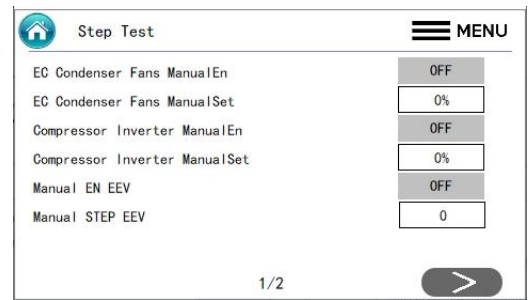 Step Test
MENU
EC Condenser Fans ManualEn OFF
EC Condenser Fans ManualSet 0%
Compressor Inverter ManualEn OFF
Compressor Inverter ManualSet 0%
Manual EN EEV OFF
Manual STEP EEV 0
1/2
>